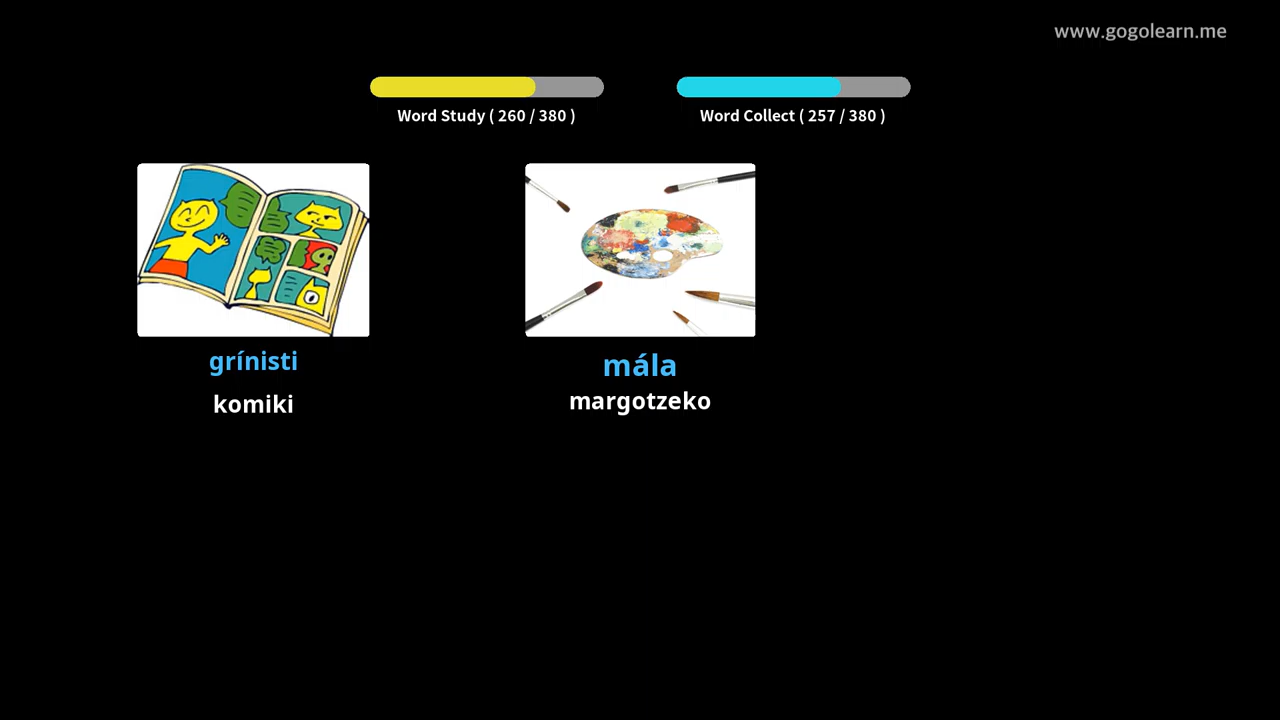 www.gogolearn.me
Word Study ( 260 / 380 )
Word Collect ( 257 / 380 )
grínisti
komiki
mála
margotzeko